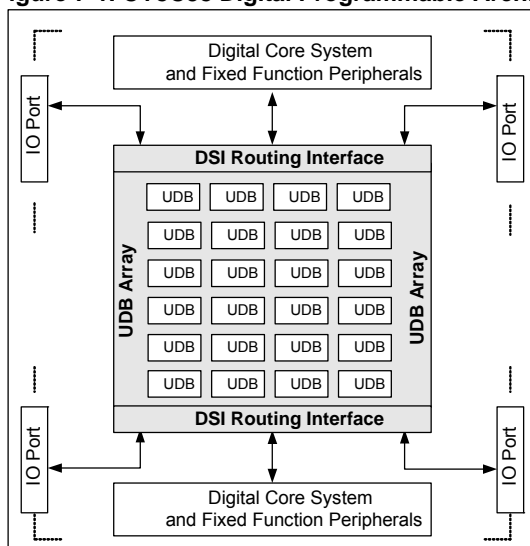 Digital Programmable
Digital Core System
and Fixed Function Peripherals
IO Port
IO Port
DSI Routing Interface
UDB UDB UDB UDB
UDB UDB UDB UDB
UDB UDB UDB UDB
UDB UDB UDB UDB
UDB UDB UDB UDB
UDB UDB UDB UDB
UDB Array
UDB Array
DSI Routing Interface
IO Port
IO Port
Digital Core System
and Fixed Function Peripherals